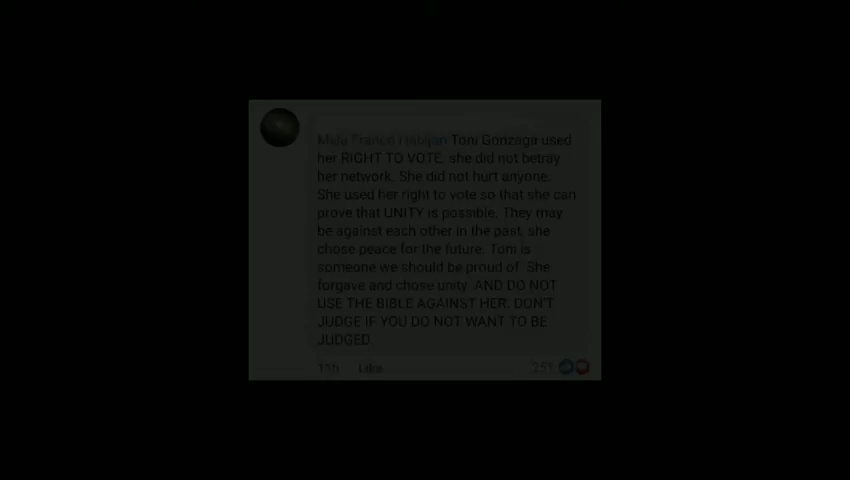 Toni Gonzaga used
her RIGHT TO VOTE, she did not betray
her network. She did not hurt anyone.
She used her right to vote so that she can
prove that UNITY is possible. They may
be against each other in the past, she
chose peace for the future. Toni is
someone we should be proud of. She
forgave and chose unity. AND DO NOT
USE THE BIBLE AGAINST HER. DON'T
JUDGE IF YOU DO NOT WANT TO BE
JUDGED.
11h Like
251